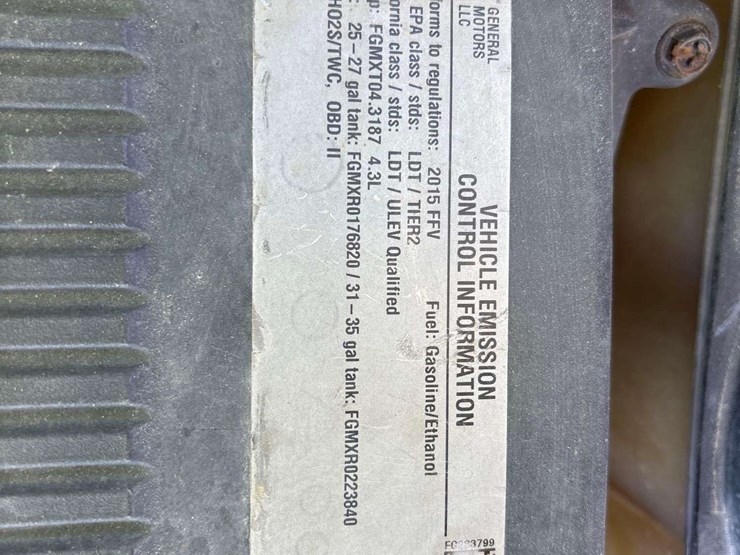 GENERAL
MOTORS
LLC
VEHICLE EMISSION
CONTROL INFORMATION
orms to regulations: 2015 FFV Fuel: Gasoline/Ethanol
EPA class / stds: LDT / TIER2
ornia class / stds: LDT / ULEV Qualified
p: FGMXT04.3187 4.3L
: 25-27 gal tank: FGMXR0176820 / 31-35 gal tank: FGMXR0223840
HO2S/TWC, OBD: II